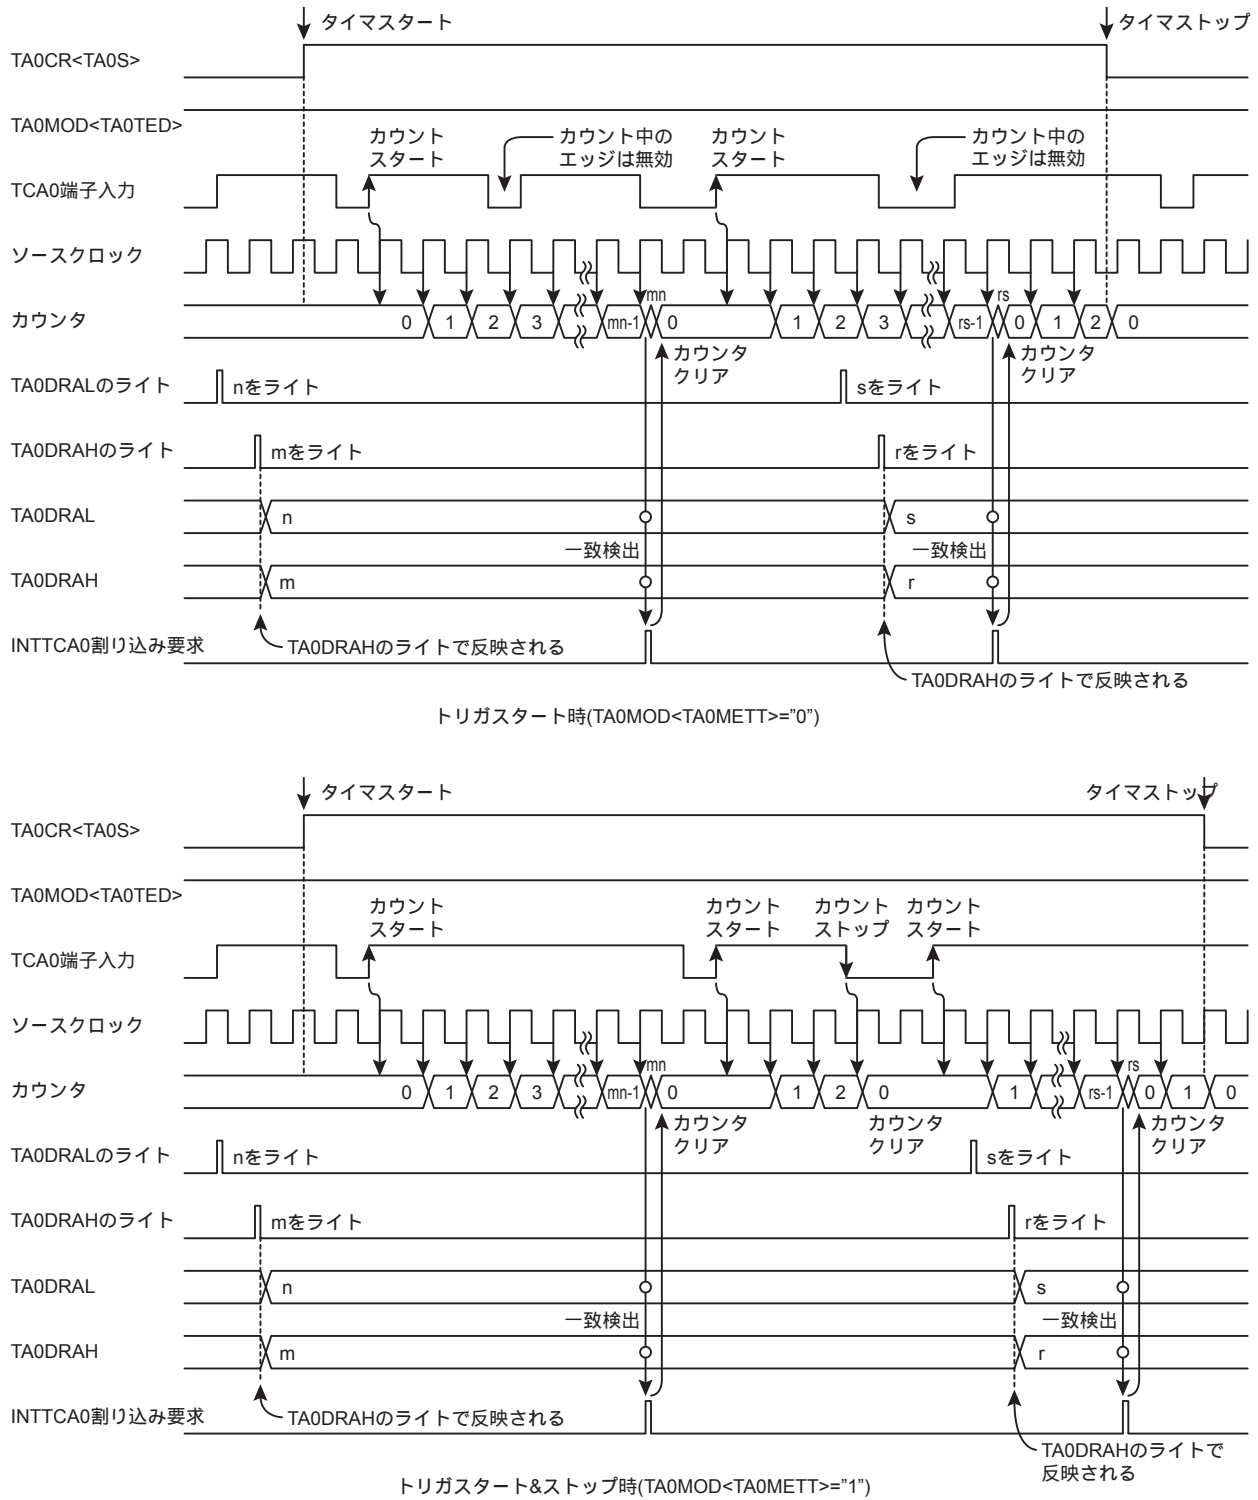 タイマスタート
タイマストップ
TA0CR<TA0S>
TA0MOD<TA0TED>
カウント
スタート
カウント中の
エッジは無効
カウント
スタート
カウント中の
エッジは無効
TCA0端子入力
ソースクロック
mn
rs
カウンタ
0 1 2 3 mn-1 0 1 2 3 rs-1 0 1 2 0
カウンタ
クリア
カウンタ
クリア
TA0DRALのライト
nをライト
sをライト
TA0DRAHのライト
mをライト
rをライト
TA0DRAL
n
s
一致検出
一致検出
TA0DRAH
m
r
INTTCA0割り込み要求
TA0DRAHのライトで反映される
TA0DRAHのライトで反映される
トリガスタート時(TA0MOD<TA0METT>=”0”)
タイマスタート
タイマストップ
TA0CR<TA0S>
TA0MOD<TA0TED>
カウント
スタート
カウント
スタート
カウント
ストップ
カウント
スタート
TCA0端子入力
ソースクロック
mn
rs
カウンタ
0 1 2 3 mn-1 0 1 2 0 1 rs-1 0 1 0
カウンタ
クリア
カウンタ
クリア
カウンタ
クリア
TA0DRALのライト
nをライト
sをライト
TA0DRAHのライト
mをライト
rをライト
TA0DRAL
n
s
一致検出
一致検出
TA0DRAH
m
r
INTTCA0割り込み要求
TA0DRAHのライトで反映される
TA0DRAHのライトで
反映される
トリガスタート&ストップ時(TA0MOD<TA0METT>=”1”)